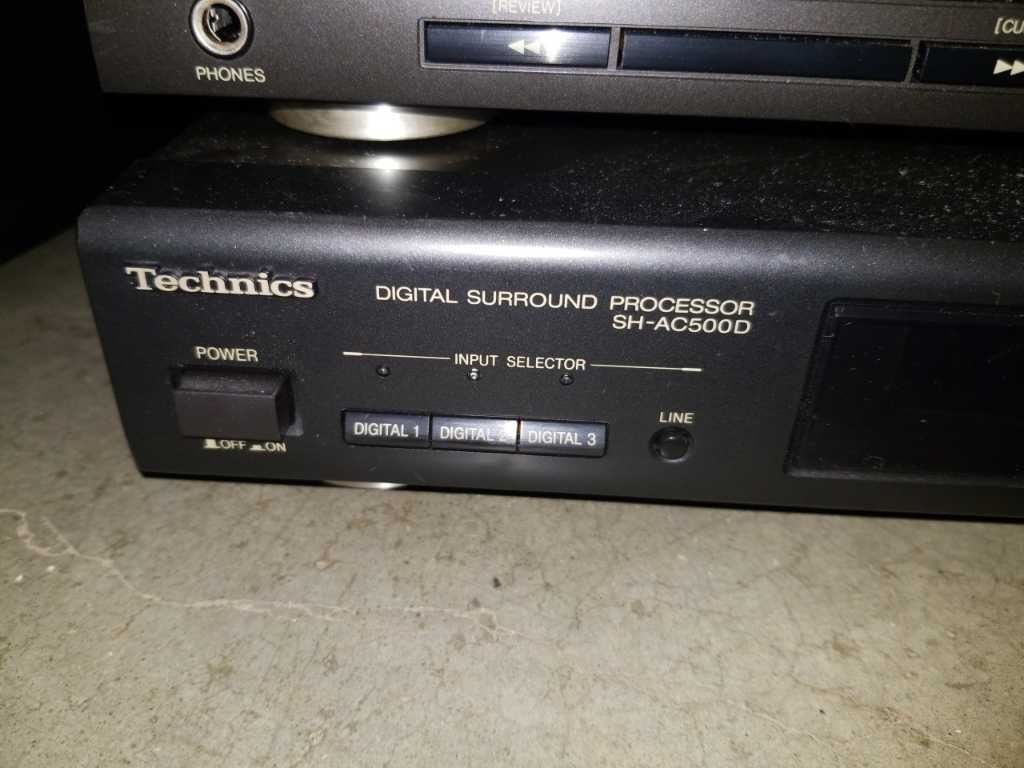 [REVIEW]
[CU
PHONES
Technics
DIGITAL SURROUND PROCESSOR
SH-AC500D
POWER
INPUT SELECTOR
OFF ON
DIGITAL 1 DIGITAL 2 DIGITAL 3
LINE